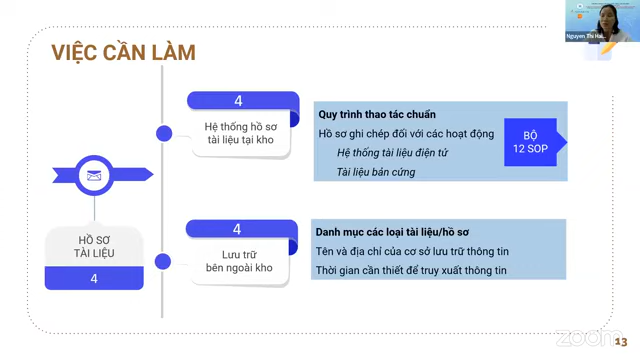 Nguyen Thi Hai...
VIỆC CẦN LÀM
4
Hệ thống hồ sơ
tài liệu tại kho
Quy trình thao tác chuẩn
Hồ sơ ghi chép đối với các hoạt động
Hệ thống tài liệu điện tử
Tài liệu bản cứng
BỘ
12 SOP
HỒ SƠ
TÀI LIỆU
4
4
Lưu trữ
bên ngoài kho
Danh mục các loại tài liệu/hồ sơ
Tên và địa chỉ của cơ sở lưu trữ thông tin
Thời gian cần thiết để truy xuất thông tin
13
zoom